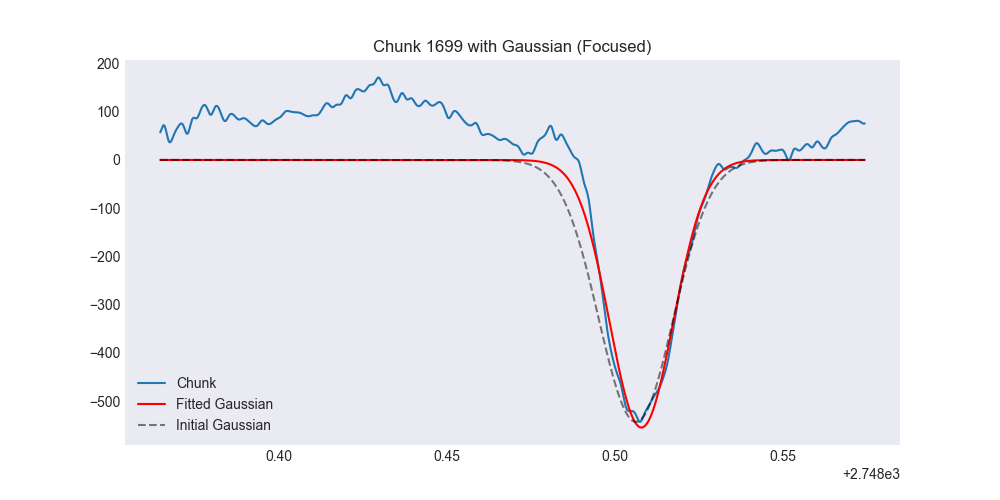 Chunk 1699 with Gaussian (Focused)
200
100
0
−100
−200
−300
−400
−500
Chunk
Fitted Gaussian
Initial Gaussian
0.40 0.45 0.50 0.55
+2.748e3